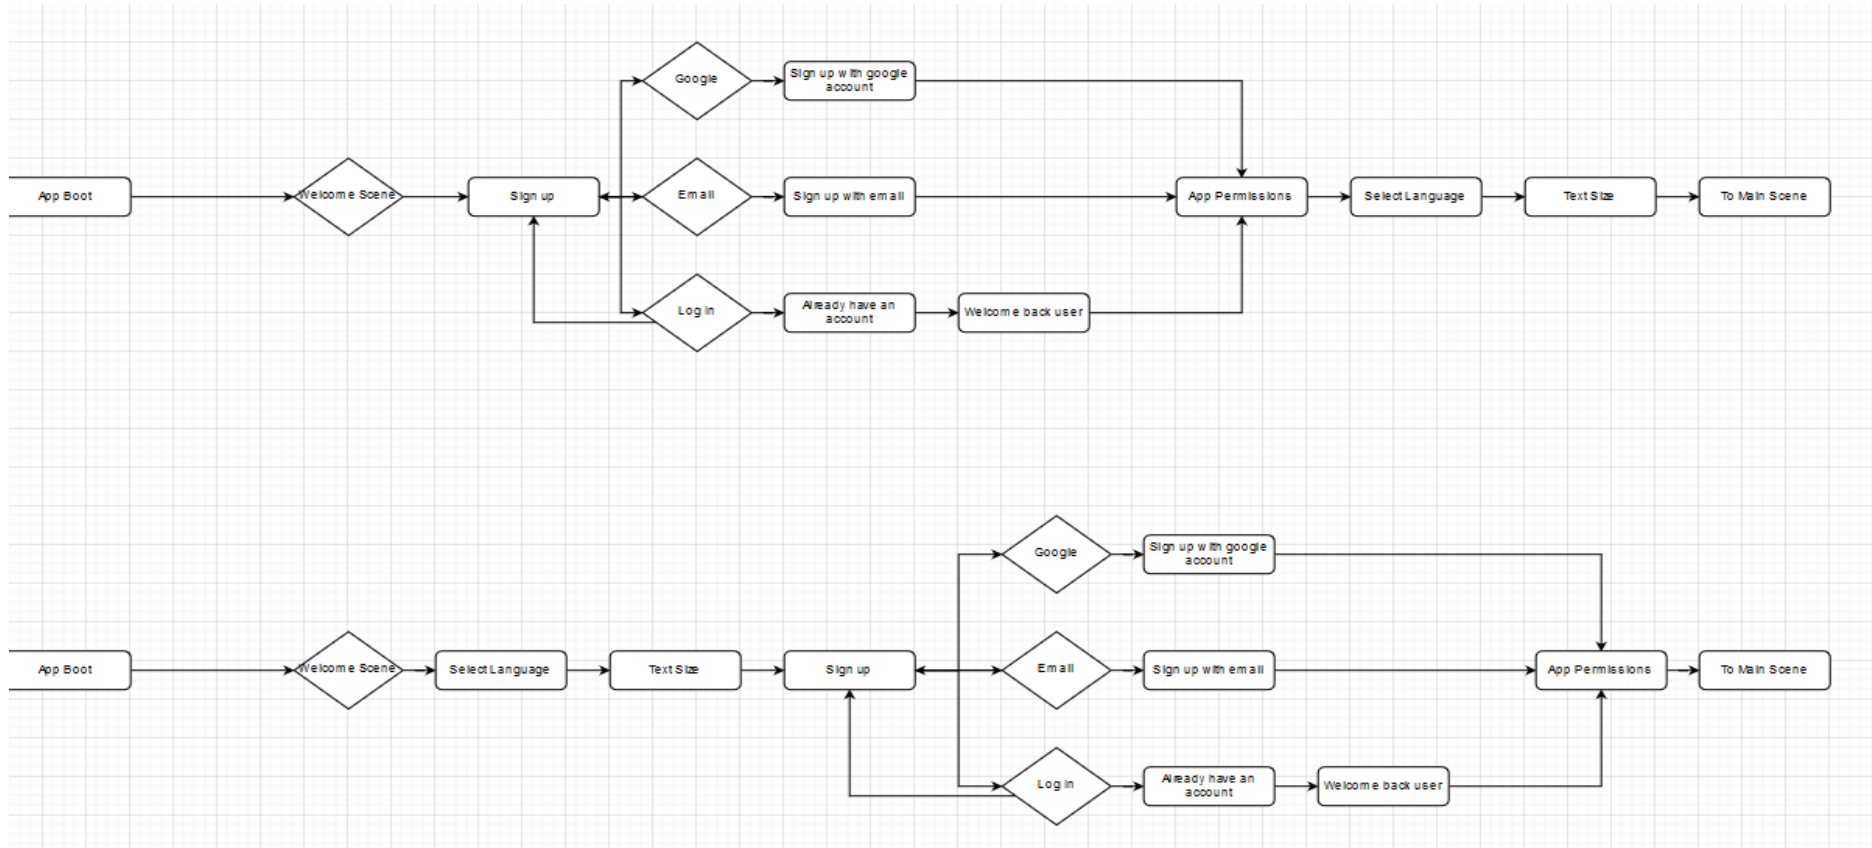 Google
Sign up with google
account
App Boot
Welcome Scene
Sign up
Email
Sign up with email
App Permissions
Select Language
Text Size
To Main Scene
Log in
Already have an
account
Welcome back user
Google
Sign up with google
account
App Boot
Welcome Scene
Select Language
Text Size
Sign up
Email
Sign up with email
App Permissions
To Main Scene
Log in
Already have an
account
Welcome back user